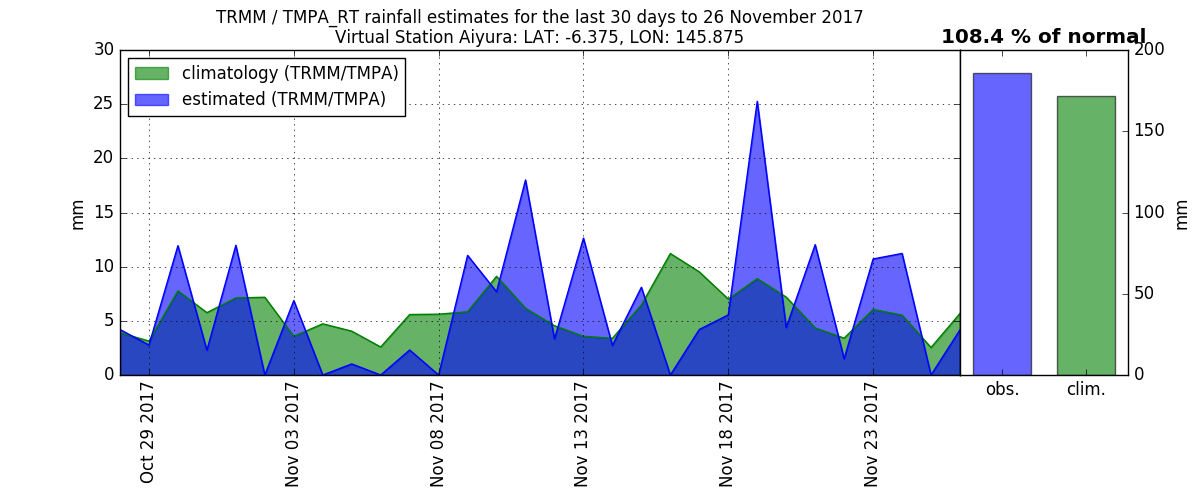 TRMM / TMPA_RT rainfall estimates for the last 30 days to 26 November 2017
Virtual Station Aiyura: LAT: -6.375, LON: 145.875
108.4 % of normal
climatology (TRMM/TMPA)
estimated (TRMM/TMPA)
30
25
20
15
10
5
0
mm
200
150
100
50
0
mm
Oct 29 2017
Nov 03 2017
Nov 08 2017
Nov 13 2017
Nov 18 2017
Nov 23 2017
obs.
clim.